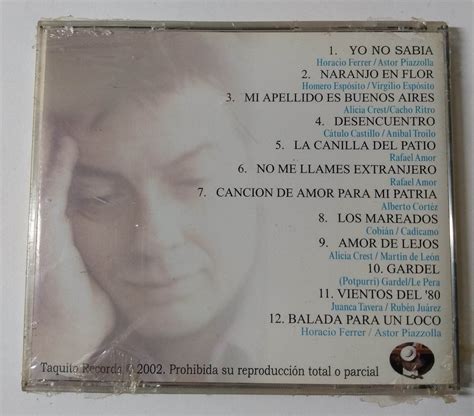 1. YO NO SABIA
Horacio Ferrer / Astor Piazzolla
2. NARANJO EN FLOR
Homero Espósito / Virgilio Espósito
3. MI APELLIDO ES BUENOS AIRES
Alicia Crest/Cacho Ritro
4. DESENCUENTRO
Cátulo Castillo / Anibal Troilo
5. LA CANILLA DEL PATIO
Rafael Amor
6. NO ME LLAMES EXTRANJERO
Rafael Amor
7. CANCION DE AMOR PARA MI PATRIA
Alberto Cortéz
8. LOS MAREADOS
Cobián / Cadicamo
9. AMOR DE LEJOS
Alicia Crest / Martín de León
10. GARDEL
(Potpurri) Gardel/Le Pera
11. VIENTOS DEL '80
Juanca Tavera / Rubén Juárez
12. BALADA PARA UN LOCO
Horacio Ferrer / Astor Piazzolla
Taquito Records © 2002. Prohibida su reproducción total o parcial